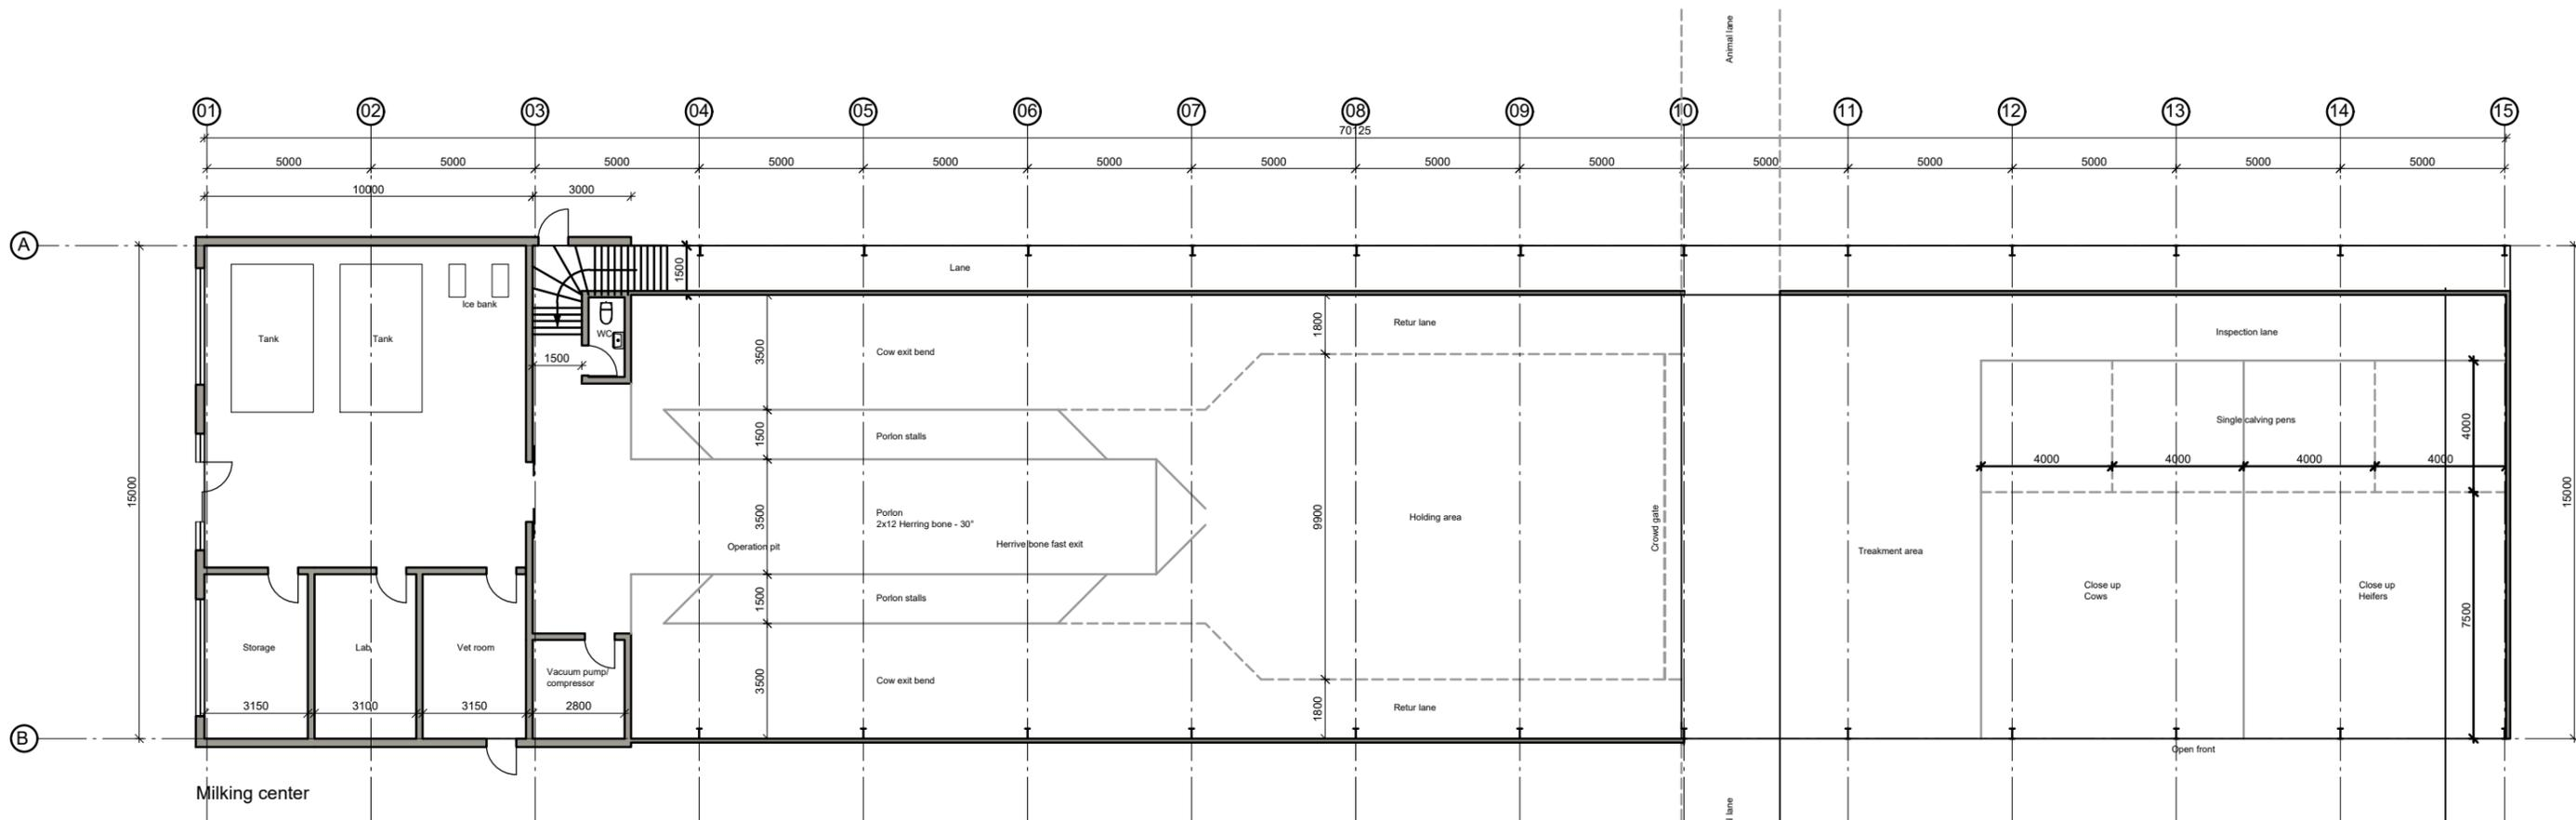 Animal lane
01 02 03 04 05 06 07 08 09 10 11 12 13 14 15
70125
5000 5000 5000 5000 5000 5000 5000 5000 5000 5000 5000 5000 5000 5000
10000 3000
A
1500
Lane
Ice bank
Tank
Tank
WC
1500
3500
Cow exit bend
1800
Retur lane
Inspection lane
1500
Porlon stalls
Single calving pens
4000
4000 4000 4000 4000
15000
15000
3500
Porlon
2x12 Herring bone - 30°
Operation pit
Herrive bone fast exit
9900
Holding area
Crowd gate
Treakment area
Close up
Cows
Close up
Heifers
1500
Porlon stalls
7500
Storage
Lab
Vet room
Vacuum pump/
compressor
3500
Cow exit bend
1800
Retur lane
3150 3100 3150 2800
B
Open front
Milking center
l lane